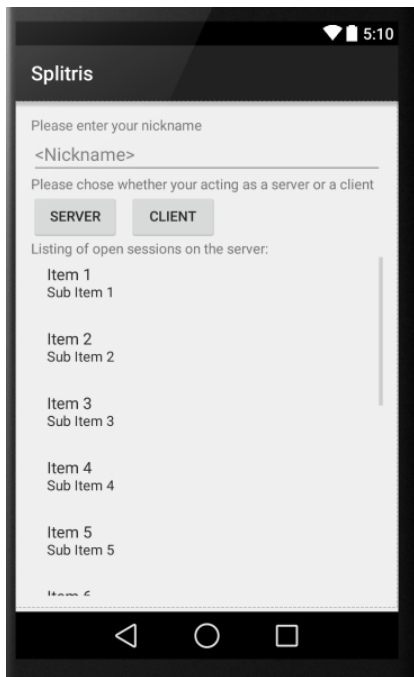 5:10
Splitris
Please enter your nickname
<Nickname>
Please chose whether your acting as a server or a client
SERVER CLIENT
Listing of open sessions on the server:
Item 1
Sub Item 1
Item 2
Sub Item 2
Item 3
Sub Item 3
Item 4
Sub Item 4
Item 5
Sub Item 5
Item 6